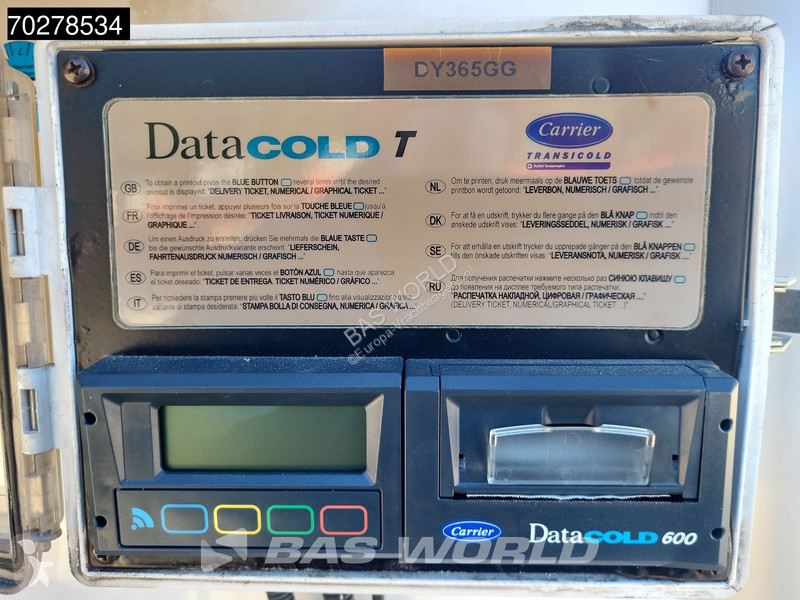 70278534
DY365GG
DataCOLD T
Carrier
TRANSICOLD
GB To obtain a printout press the BLUE BUTTON several times until the desired
printout is displayed: "DELIVERY TICKET, NUMERICAL / GRAPHICAL TICKET ..."
FR Pour imprimer un ticket, appuyer plusieurs fois sur la TOUCHE BLEUE jusqu'à
l'affichage de l'impression désirée: "TICKET LIVRAISON, TICKET NUMERIQUE /
GRAPHIQUE ..."
DE Um einen Ausdruck zu erstellen, drücken Sie mehrmals die BLAUE TASTE
bis die gewünschte Ausdruckvariante erscheint: "LIEFERSCHEIN,
FAHRTENAUSDRUCK NUMERISCH / GRAFISCH ..."
ES Para imprimir el ticket, pulsar varias veces el BOTÓN AZUL hasta que aparezca
el ticket deseado: "TICKET DE ENTREGA, TICKET NUMÉRICO / GRÁFICO ..."
IT Per richiedere la stampa premere più volte il TASTO BLU fino alla visualizzazione della
variante di stampa desiderata: "STAMPA BOLLA DI CONSEGNA, NUMERICA / GRAFICA ..."
NL Om te printen, druk meermaals op de BLAUWE TOETS totdat de gewenste
printbon wordt getoond: "LEVERBON, NUMERISCH / GRAFISCH ..."
DK For at få en udskrift, trykker du flere gange på den BLÅ KNAP indtil den
ønskede udskrift vises: "LEVERINGSSEDDEL, NUMERISK / GRAFISK ..."
SE För att erhålla en utskrift trycker du upprepade gånger på den BLÅ KNAPPEN
tills den önskade utskriften visas: "LEVERANSNOTA, NUMERISK / GRAFISK ..."
RU Для получения распечатки нажмите несколько раз СИНЮЮ КЛАВИШУ
до появления на дисплее требуемого типа распечатки:
"РАСПЕЧАТКА НАКЛАДНОЙ, ЦИФРОВАЯ / ГРАФИЧЕСКАЯ ..."
(DELIVERY TICKET, NUMERICAL/GRAPHICAL TICKET ...)
BAS WORLD
Carrier
DataCOLD 600
BAS WORLD